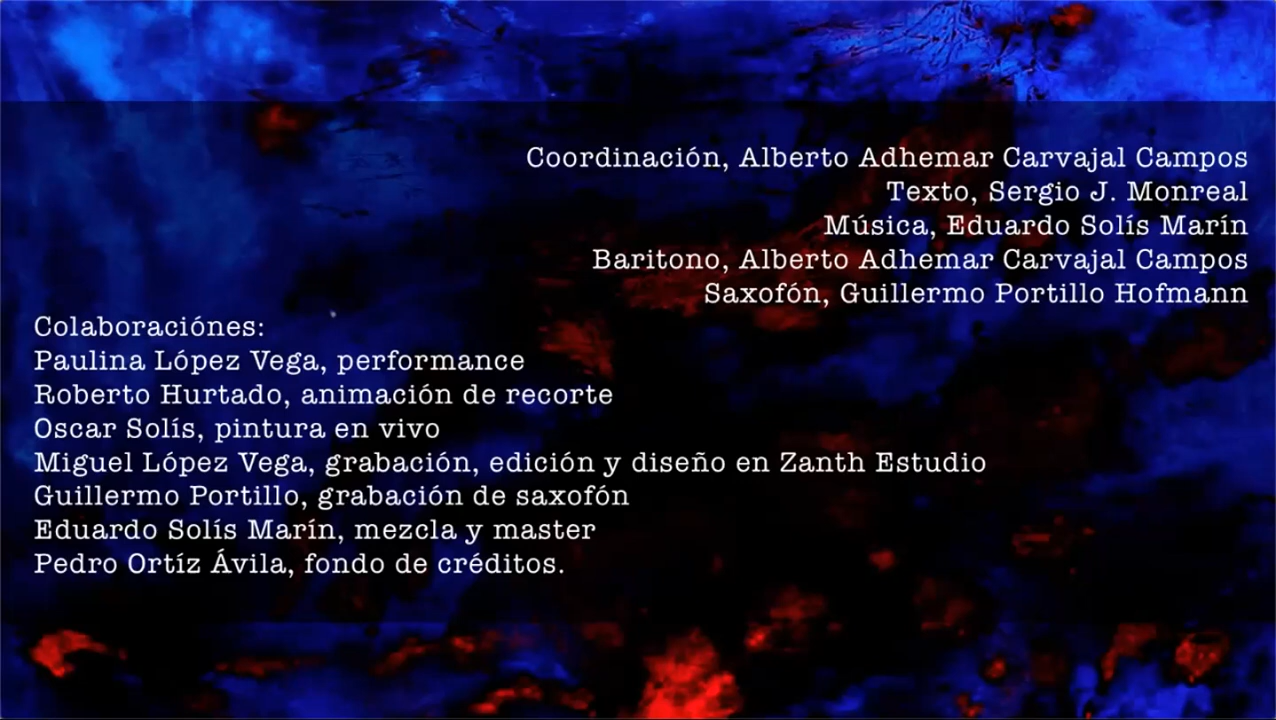 Coordinación, Alberto Adhemar Carvajal Campos
Texto, Sergio J. Monreal
Música, Eduardo Solís Marín
Baritono, Alberto Adhemar Carvajal Campos
Saxofón, Guillermo Portillo Hofmann
Colaboraciónes:
Paulina López Vega, performance
Roberto Hurtado, animación de recorte
Oscar Solís, pintura en vivo
Miguel López Vega, grabación, edición y diseño en Zanth Estudio
Guillermo Portillo, grabación de saxofón
Eduardo Solís Marín, mezcla y master
Pedro Ortíz Ávila, fondo de créditos.